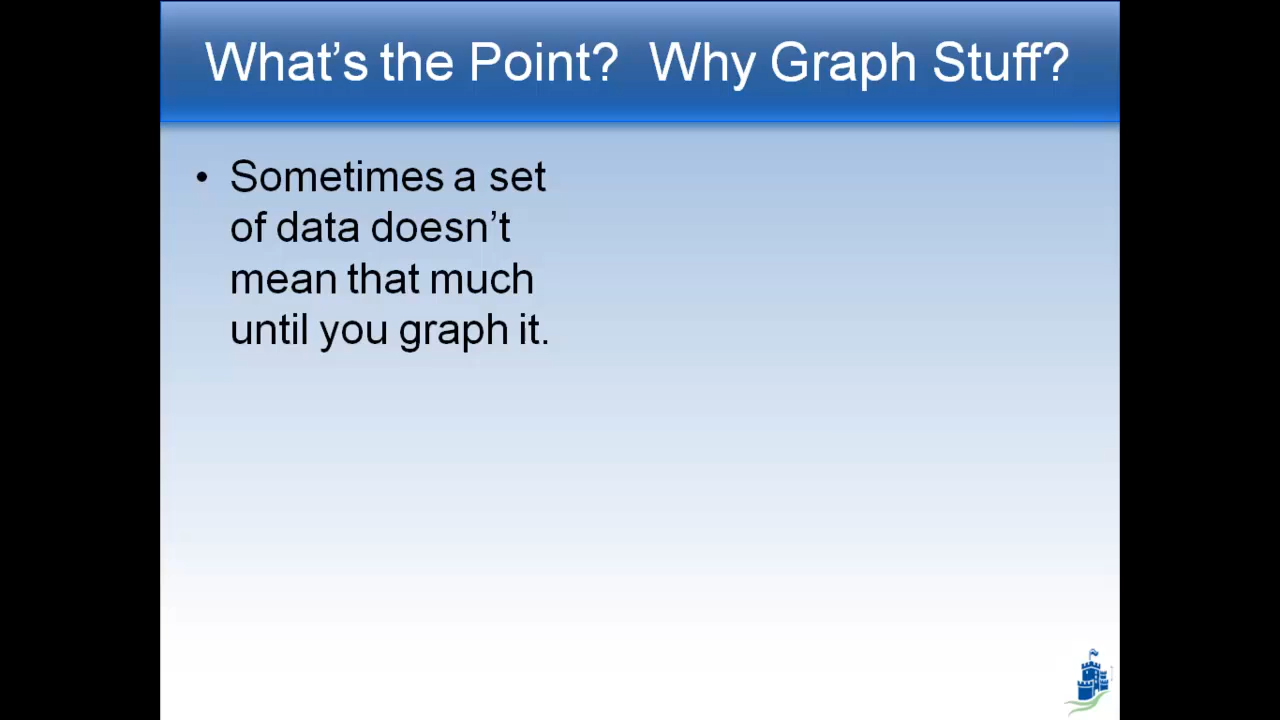 What’s the Point?  Why Graph Stuff?
• Sometimes a set
of data doesn’t
mean that much
until you graph it.